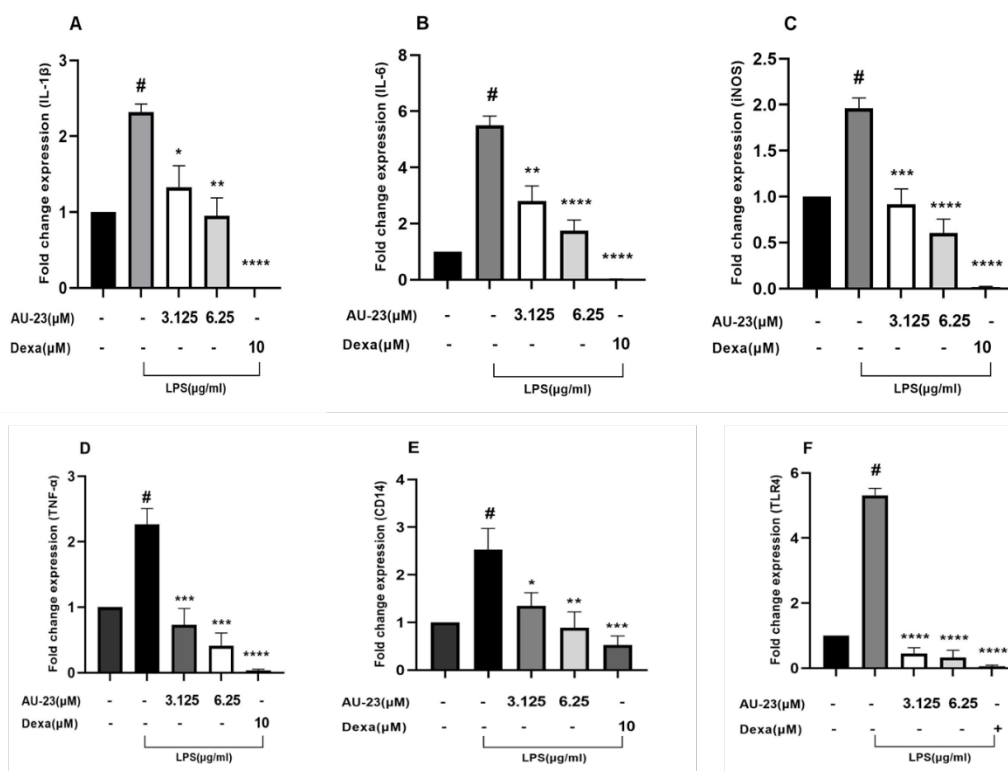 A
Fold change expression (IL-1β)
3
2
1
0
#
*
**
****
AU-23(μM) - - 3.125 6.25 -
Dexa(μM) - - - - 10
LPS(μg/ml)
B
Fold change expression (IL-6)
8
6
4
2
0
#
**
****
****
AU-23(μM) - - 3.125 6.25 -
Dexa(μM) - - - - 10
LPS(μg/ml)
C
Fold change expression (iNOS)
2.5
2.0
1.5
1.0
0.5
0.0
#
***
****
****
AU-23(μM) - - 3.125 6.25 -
Dexa(μM) - - - - 10
LPS(μg/ml)
D
Fold change expression (TNF-α)
3
2
1
0
#
***
***
****
AU-23(μM) - - 3.125 6.25 -
Dexa(μM) - - - - 10
LPS(μg/ml)
E
Fold change expression (CD14)
4
3
2
1
0
#
*
**
***
AU-23(μM) - - 3.125 6.25 -
Dexa(μM) - - - - 10
LPS(μg/ml)
F
Fold change expression (TLR4)
6
4
2
0
#
****
****
****
AU-23(μM) - - 3.125 6.25 -
Dexa(μM) - - - - +
LPS(μg/ml)